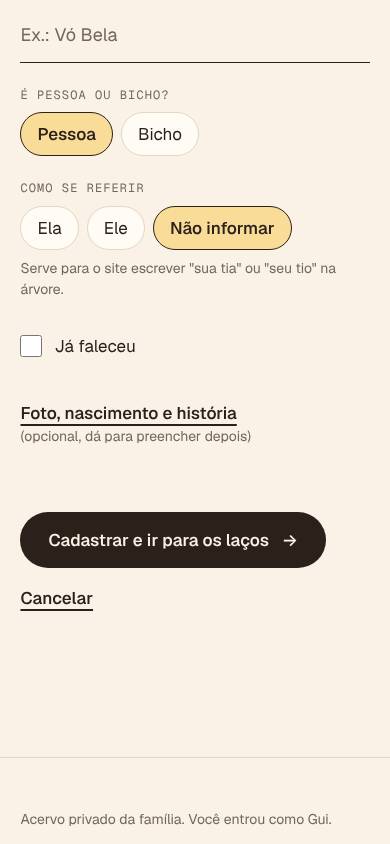 Ex.: Vó Bela
É PESSOA OU BICHO?
Pessoa
Bicho
COMO SE REFERIR
Ela
Ele
Não informar
Serve para o site escrever "sua tia" ou "seu tio" na
árvore.
Já faleceu
Foto, nascimento e história
(opcional, dá para preencher depois)
Cadastrar e ir para os laços →
Cancelar
Acervo privado da família. Você entrou como Gui.